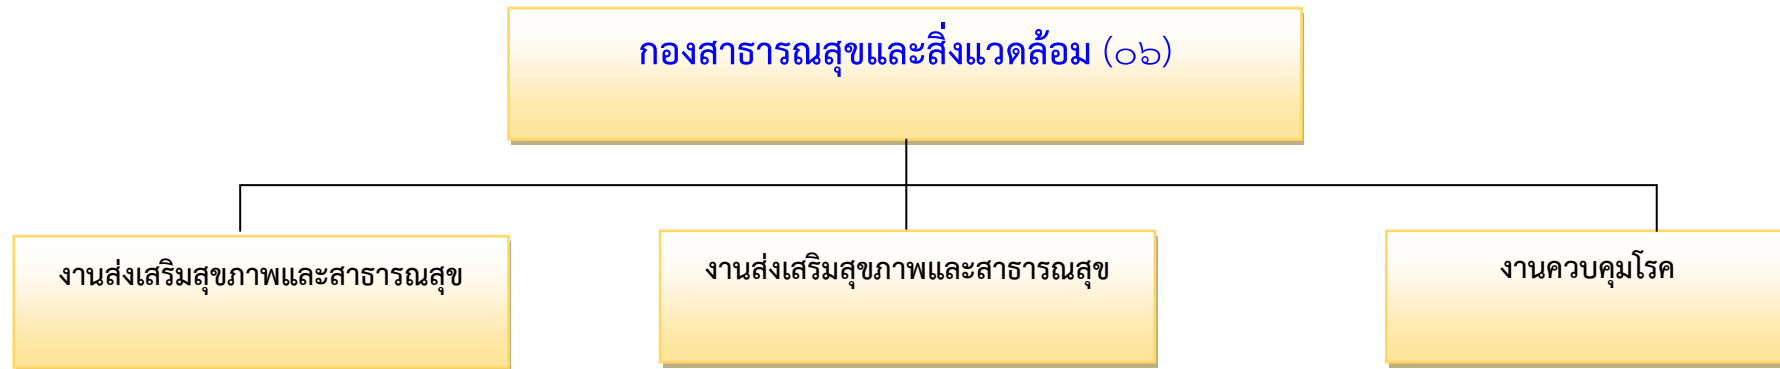 กองสาธารณสุขและสิ่งแวดล้อม (๐๖)
งานส่งเสริมสุขภาพและสาธารณสุข
งานส่งเสริมสุขภาพและสาธารณสุข
งานควบคุมโรค